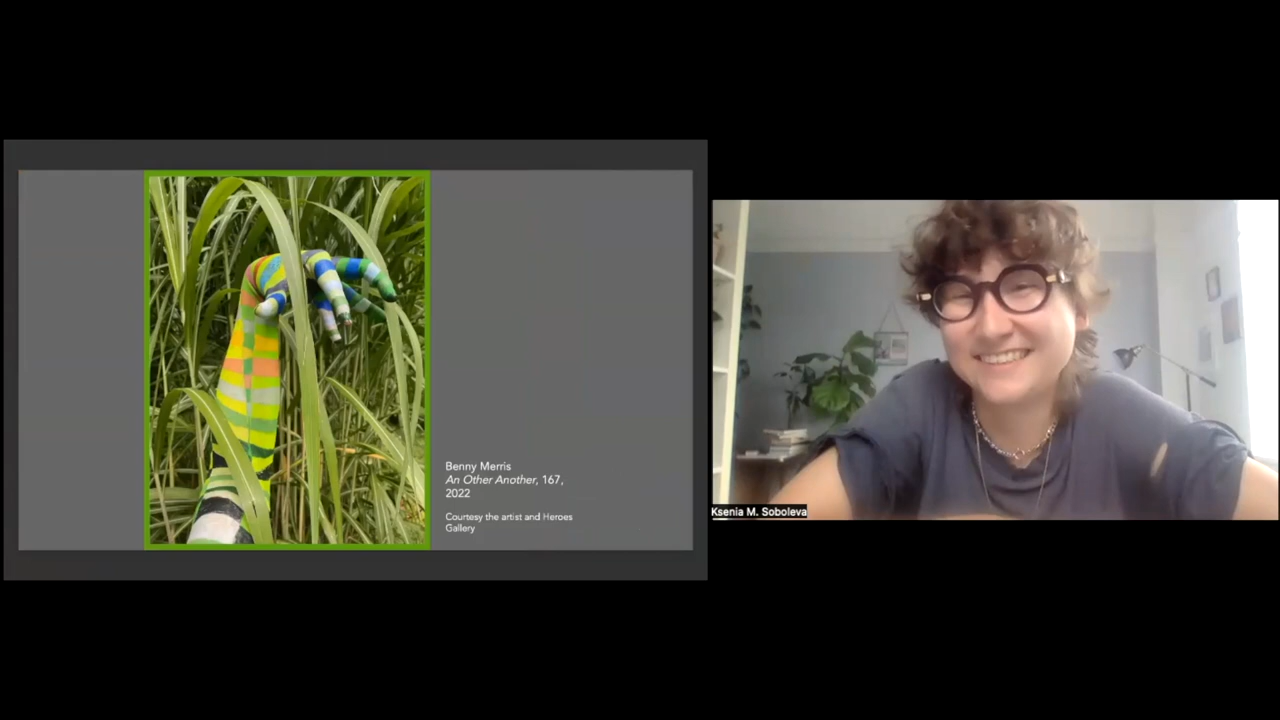 Benny Merris
An Other Another, 167,
2022
Courtesy the artist and Heroes
Gallery
Ksenia M. Soboleva